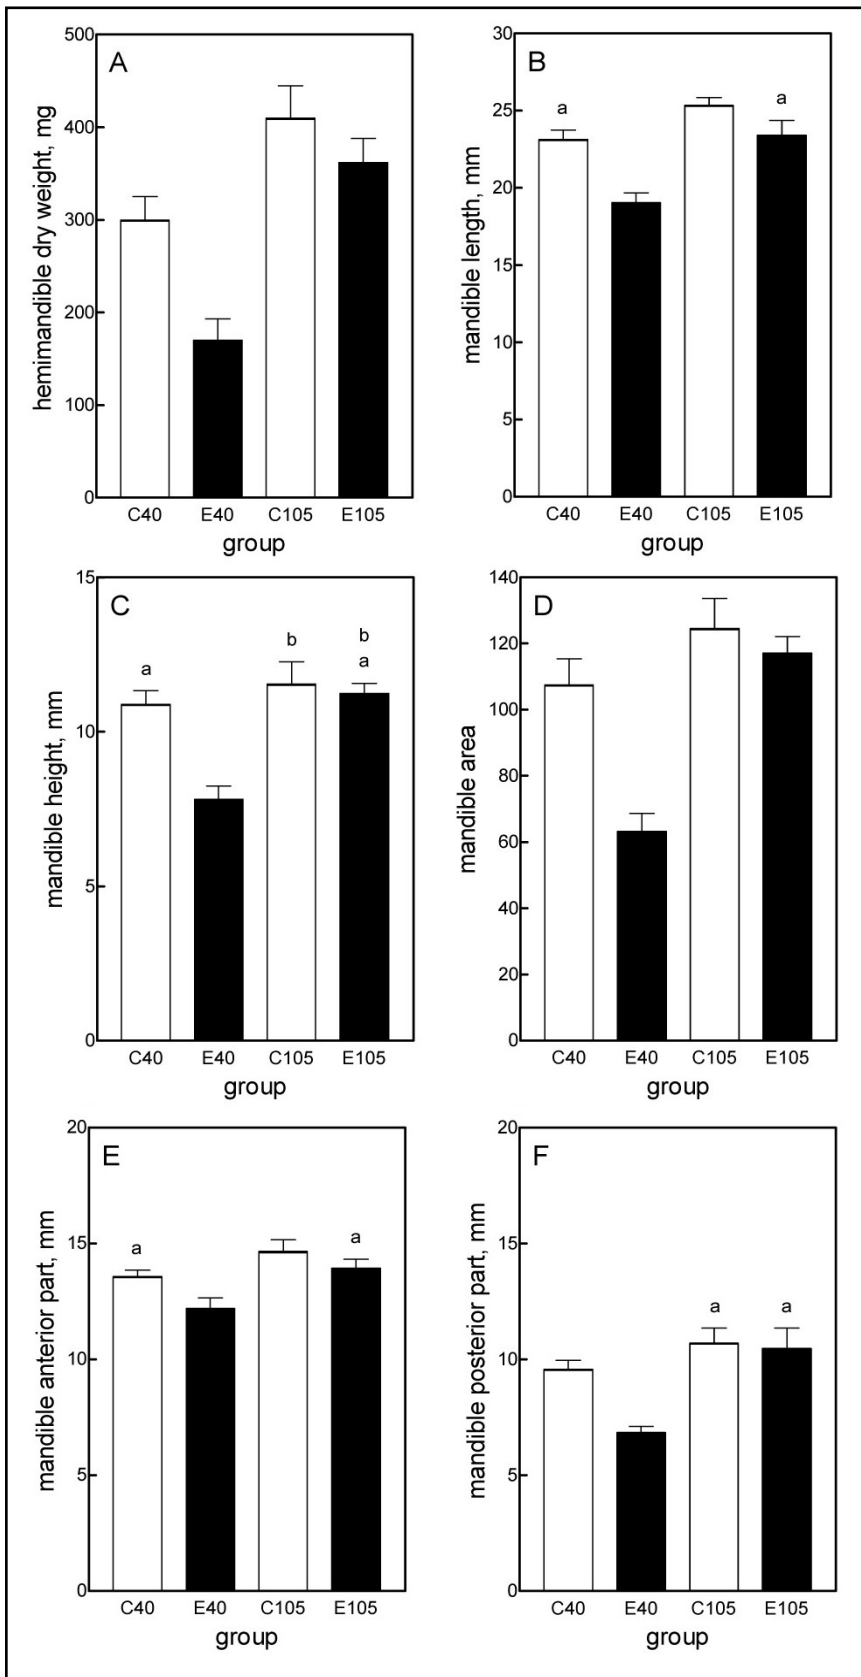 A
hemimandible dry weight, mg
500
400
300
200
100
0
C40 E40 C105 E105
group
B
mandible length, mm
30
25
20
15
10
5
0
a a
C40 E40 C105 E105
group
C
mandible height, mm
15
10
5
0
b b
a a
C40 E40 C105 E105
group
D
mandible area
140
120
100
80
60
40
20
0
C40 E40 C105 E105
group
E
mandible anterior part, mm
20
15
10
5
0
a a
C40 E40 C105 E105
group
F
mandible posterior part, mm
20
15
10
5
0
a a
C40 E40 C105 E105
group